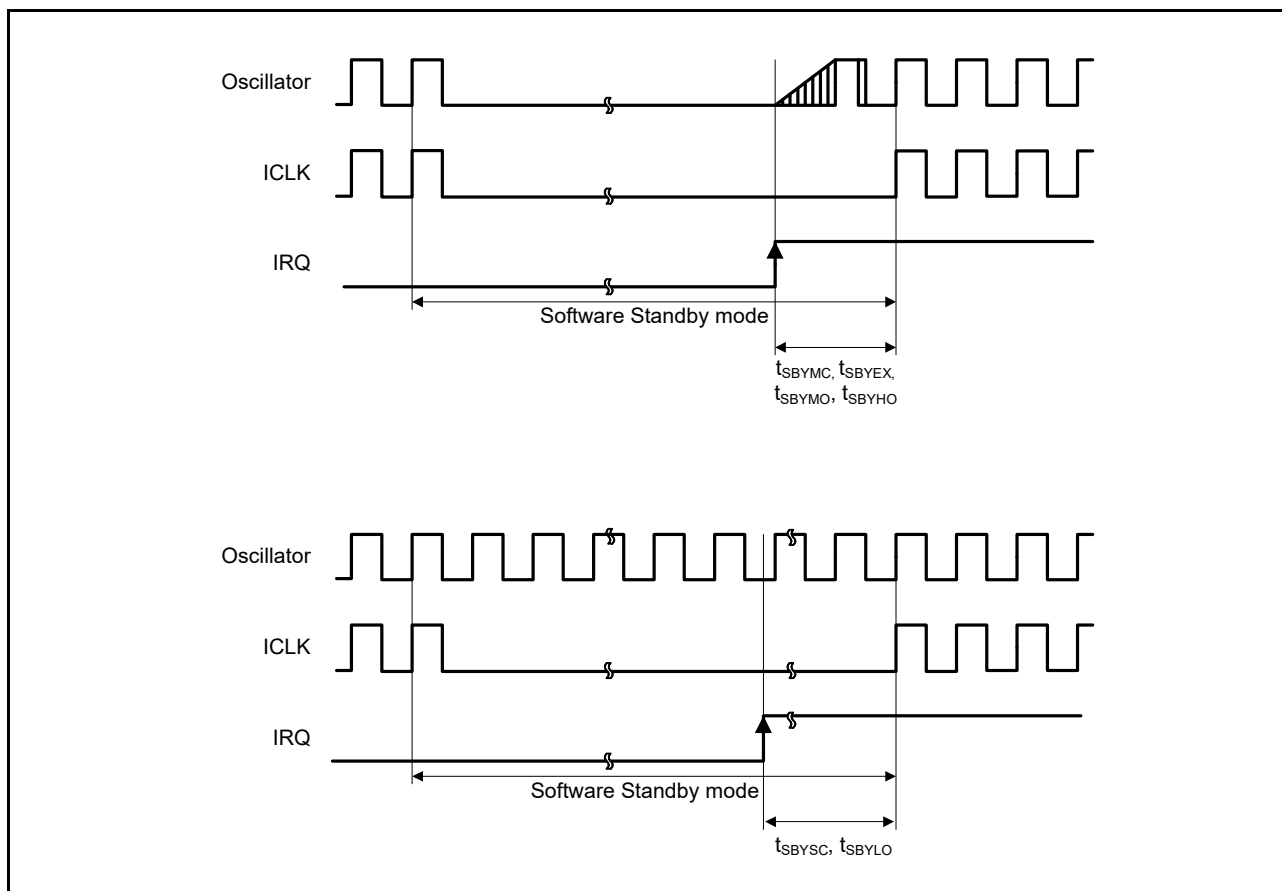 Oscillator
ICLK
IRQ
Software Standby mode
tSBYMC, tSBYEX,
tSBYMO, tSBYHO
Oscillator
ICLK
IRQ
Software Standby mode
tSBYSC, tSBYLO